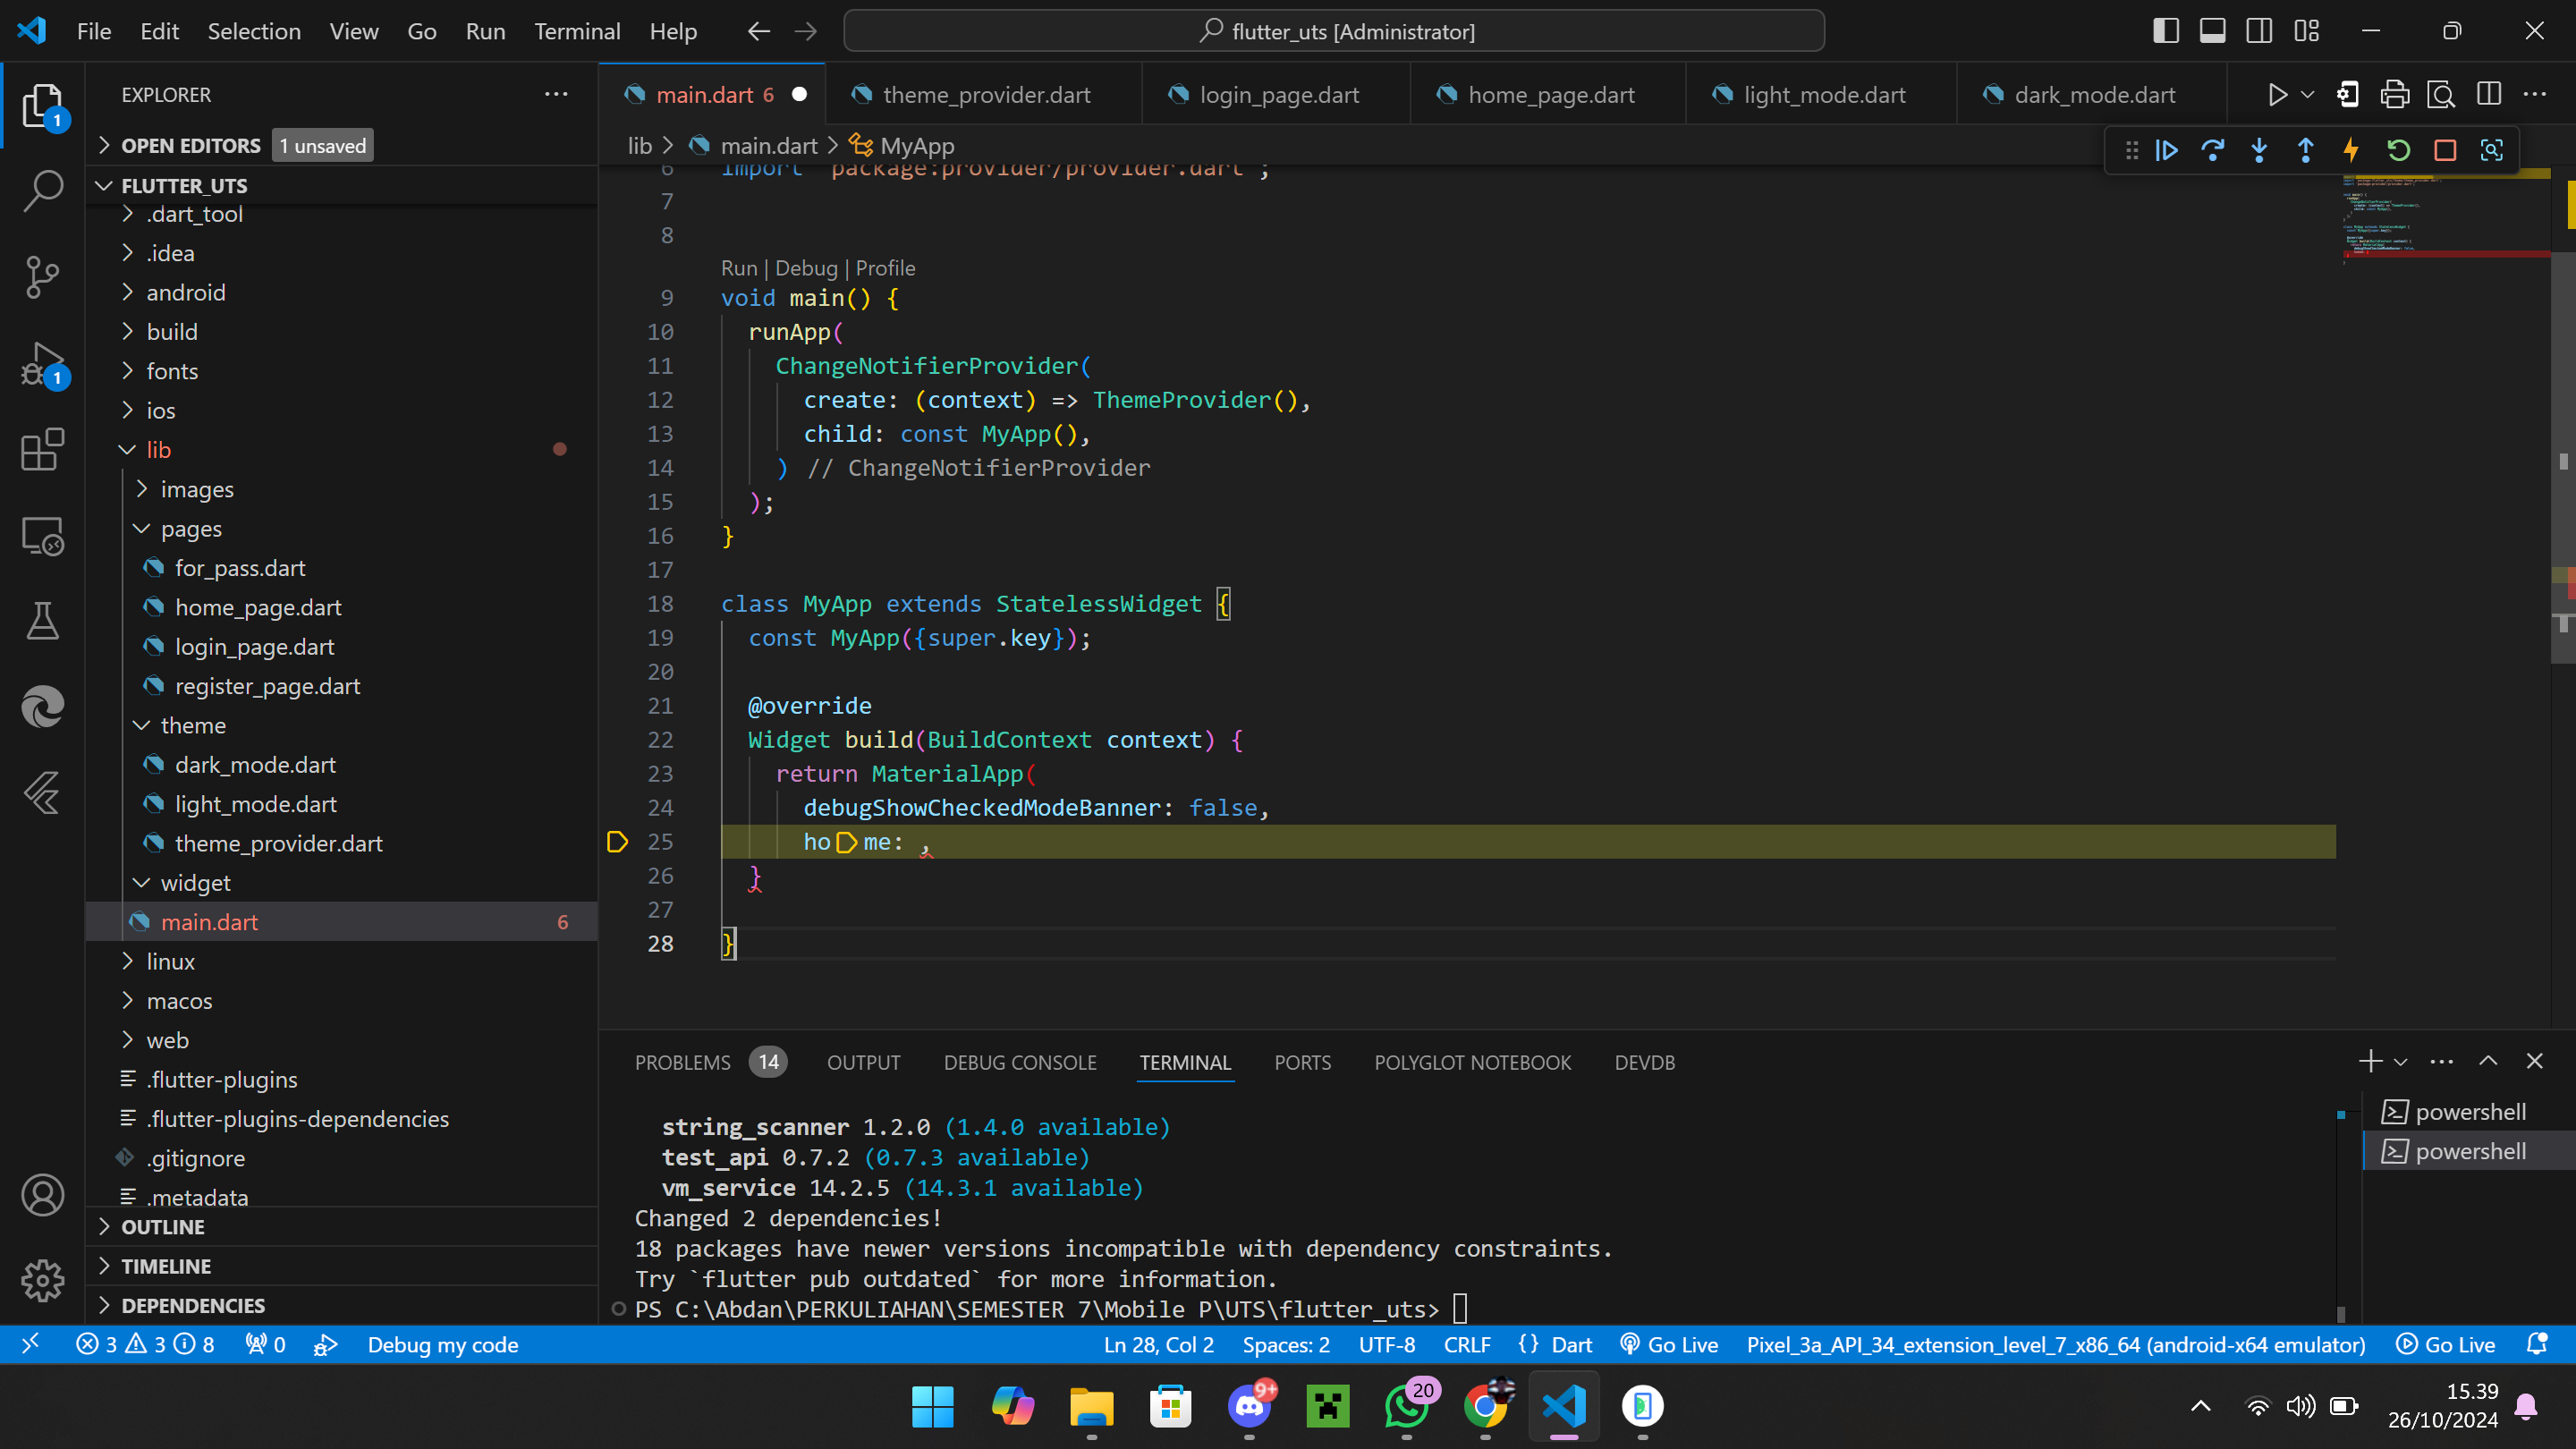 File Edit Selection View Go Run Terminal Help
flutter_uts [Administrator]
EXPLORER
OPEN EDITORS 1 unsaved
FLUTTER_UTS
.dart_tool
.idea
android
build
fonts
ios
lib
images
pages
for_pass.dart
home_page.dart
login_page.dart
register_page.dart
theme
dark_mode.dart
light_mode.dart
theme_provider.dart
widget
main.dart 6
linux
macos
web
.flutter-plugins
.flutter-plugins-dependencies
.gitignore
.metadata
OUTLINE
TIMELINE
DEPENDENCIES
1
1
main.dart 6 theme_provider.dart login_page.dart home_page.dart light_mode.dart dark_mode.dart
lib > main.dart > MyApp
6 import 'package:provider/provider.dart';
7
8
Run | Debug | Profile
9 void main() {
10 runApp(
11 ChangeNotifierProvider(
12 create: (context) => ThemeProvider(),
13 child: const MyApp(),
14 ) // ChangeNotifierProvider
15 );
16 }
17
18 class MyApp extends StatelessWidget {
19 const MyApp({super.key});
20
21 @override
22 Widget build(BuildContext context) {
23 return MaterialApp(
24 debugShowCheckedModeBanner: false,
25 home: ,
26 }
27
28 }
PROBLEMS 14 OUTPUT DEBUG CONSOLE TERMINAL PORTS POLYGLOT NOTEBOOK DEVDB
string_scanner 1.2.0 (1.4.0 available)
test_api 0.7.2 (0.7.3 available)
vm_service 14.2.5 (14.3.1 available)
Changed 2 dependencies!
18 packages have newer versions incompatible with dependency constraints.
Try `flutter pub outdated` for more information.
PS C:\Abdan\PERKULIAHAN\SEMESTER 7\Mobile P\UTS\flutter_uts>
powershell
powershell
3 3 8 0 Debug my code Ln 28, Col 2 Spaces: 2 UTF-8 CRLF {} Dart Go Live Pixel_3a_API_34_extension_level_7_x86_64 (android-x64 emulator) Go Live
9+ 20
15.39
26/10/2024